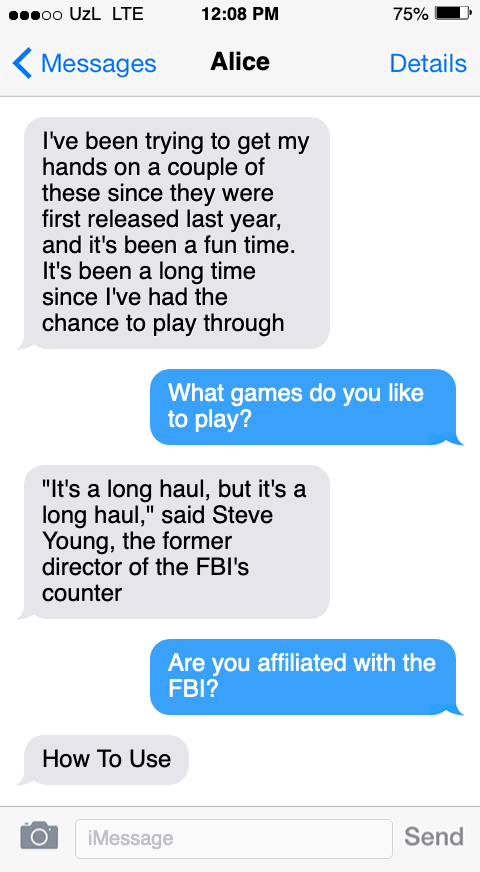 UzL LTE 12:08 PM 75%
Messages Alice Details
I've been trying to get my
hands on a couple of
these since they were
first released last year,
and it's been a fun time.
It's been a long time
since I've had the
chance to play through
What games do you like
to play?
"It's a long haul, but it's a
long haul," said Steve
Young, the former
director of the FBI's
counter
Are you affiliated with the
FBI?
How To Use
iMessage Send